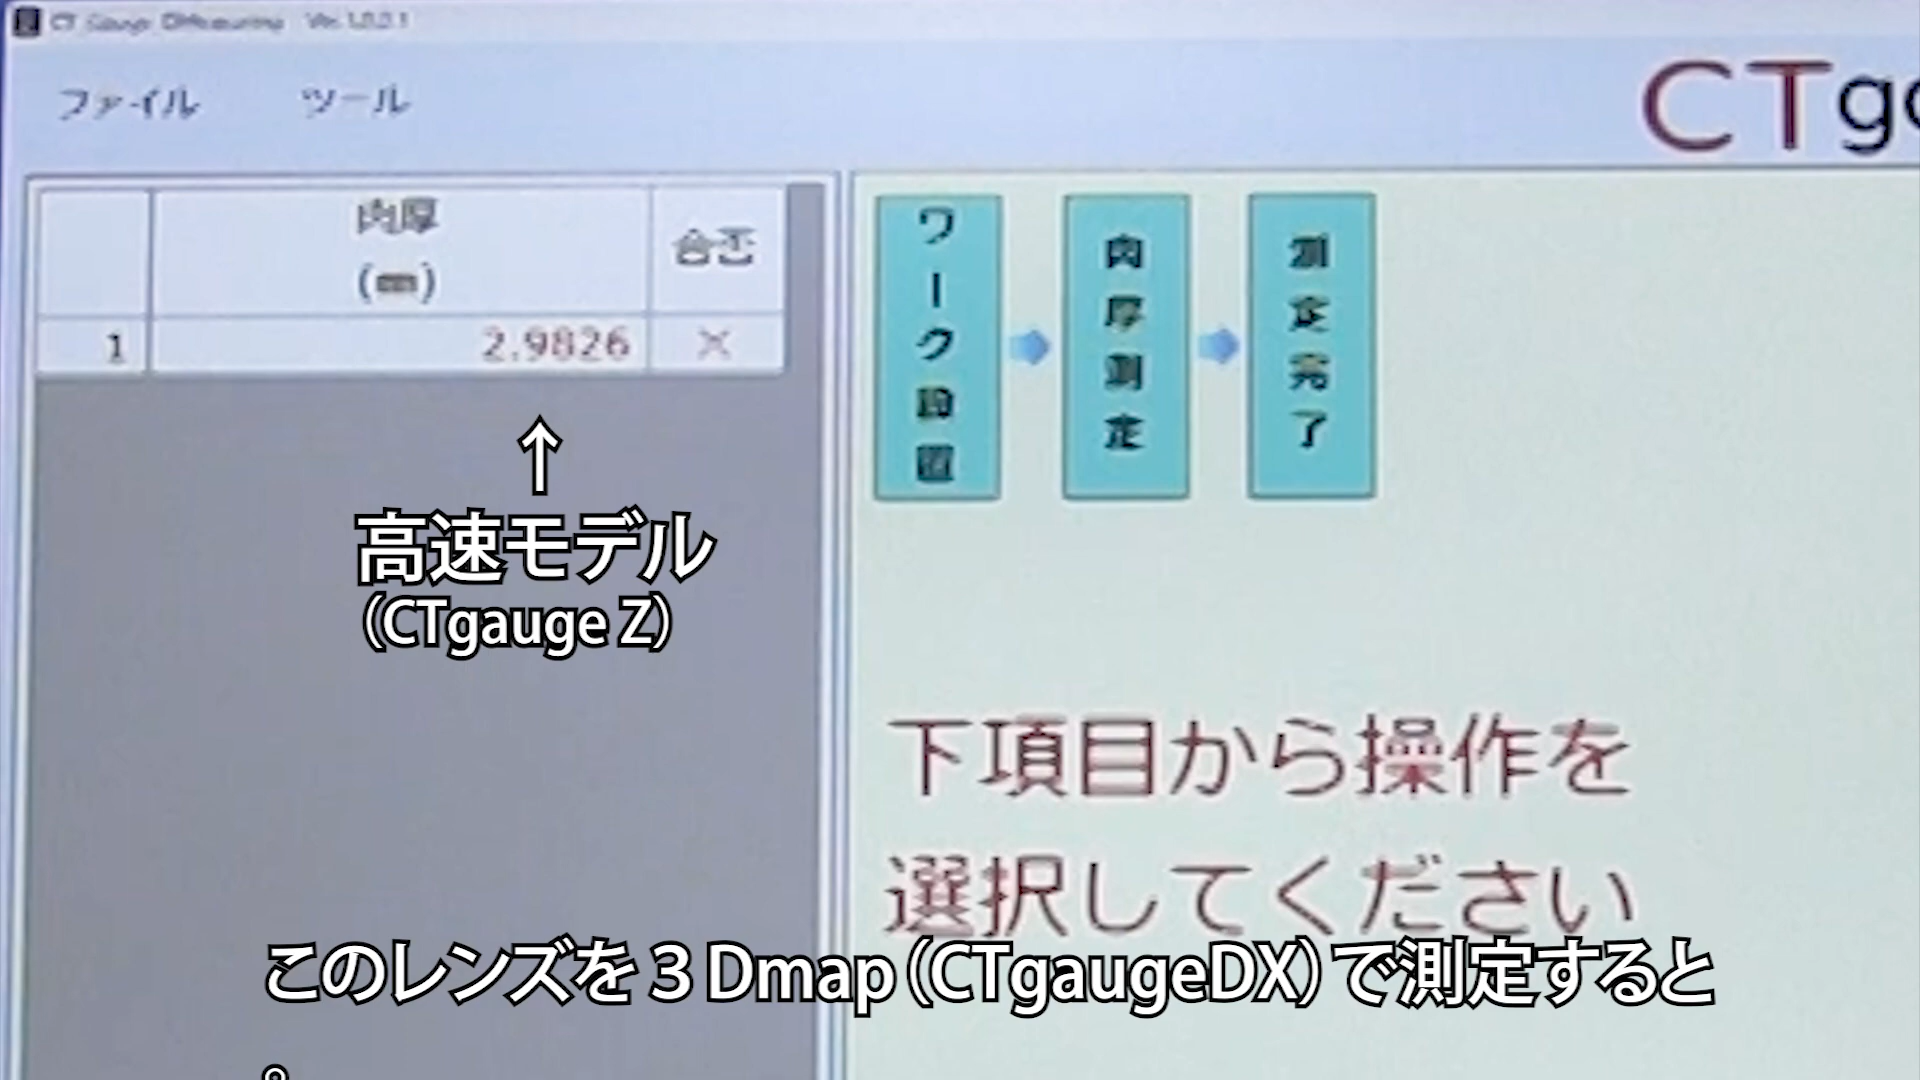 ファイル
ツール
CTg
肉厚
(mm)
合否
1
2.9826
×
ワーク設置
肉厚測定
測定完了
↑
高速モデル
（CTgauge Z）
下項目から操作を
選択してください
このレンズを３Dmap（CTgaugeDX）で測定すると
。